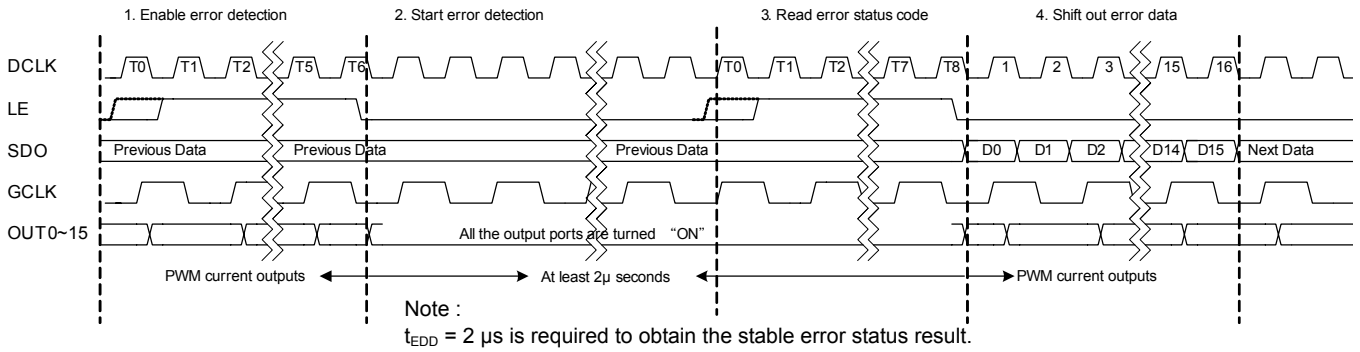 1. Enable error detection 2. Start error detection 3. Read error status code 4. Shift out error data
DCLK T0 T1 T2 T5 T6 T0 T1 T2 T7 T8 1 2 3 15 16
LE
SDO Previous Data Previous Data Previous Data D0 D1 D2 D14 D15 Next Data
GCLK
OUT0~15 All the output ports are turned “ON”
PWM current outputs At least 2μ seconds PWM current outputs
Note :
tEDD = 2 μs is required to obtain the stable error status result.